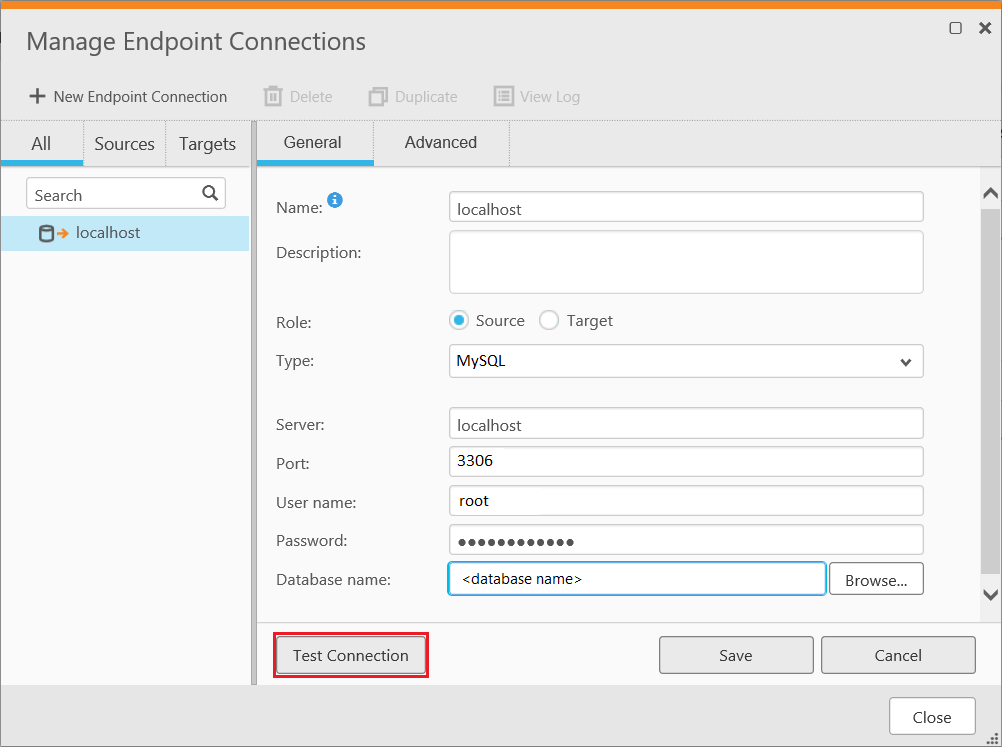 Manage Endpoint Connections
New Endpoint Connection Delete Duplicate View Log
All Sources Targets General Advanced
Search
localhost
Name: localhost
Description:
Role: Source Target
Type: MySQL
Server: localhost
Port: 3306
User name: root
Password: ●●●●●●●●●●●●
Database name: <database name> Browse...
Test Connection Save Cancel
Close